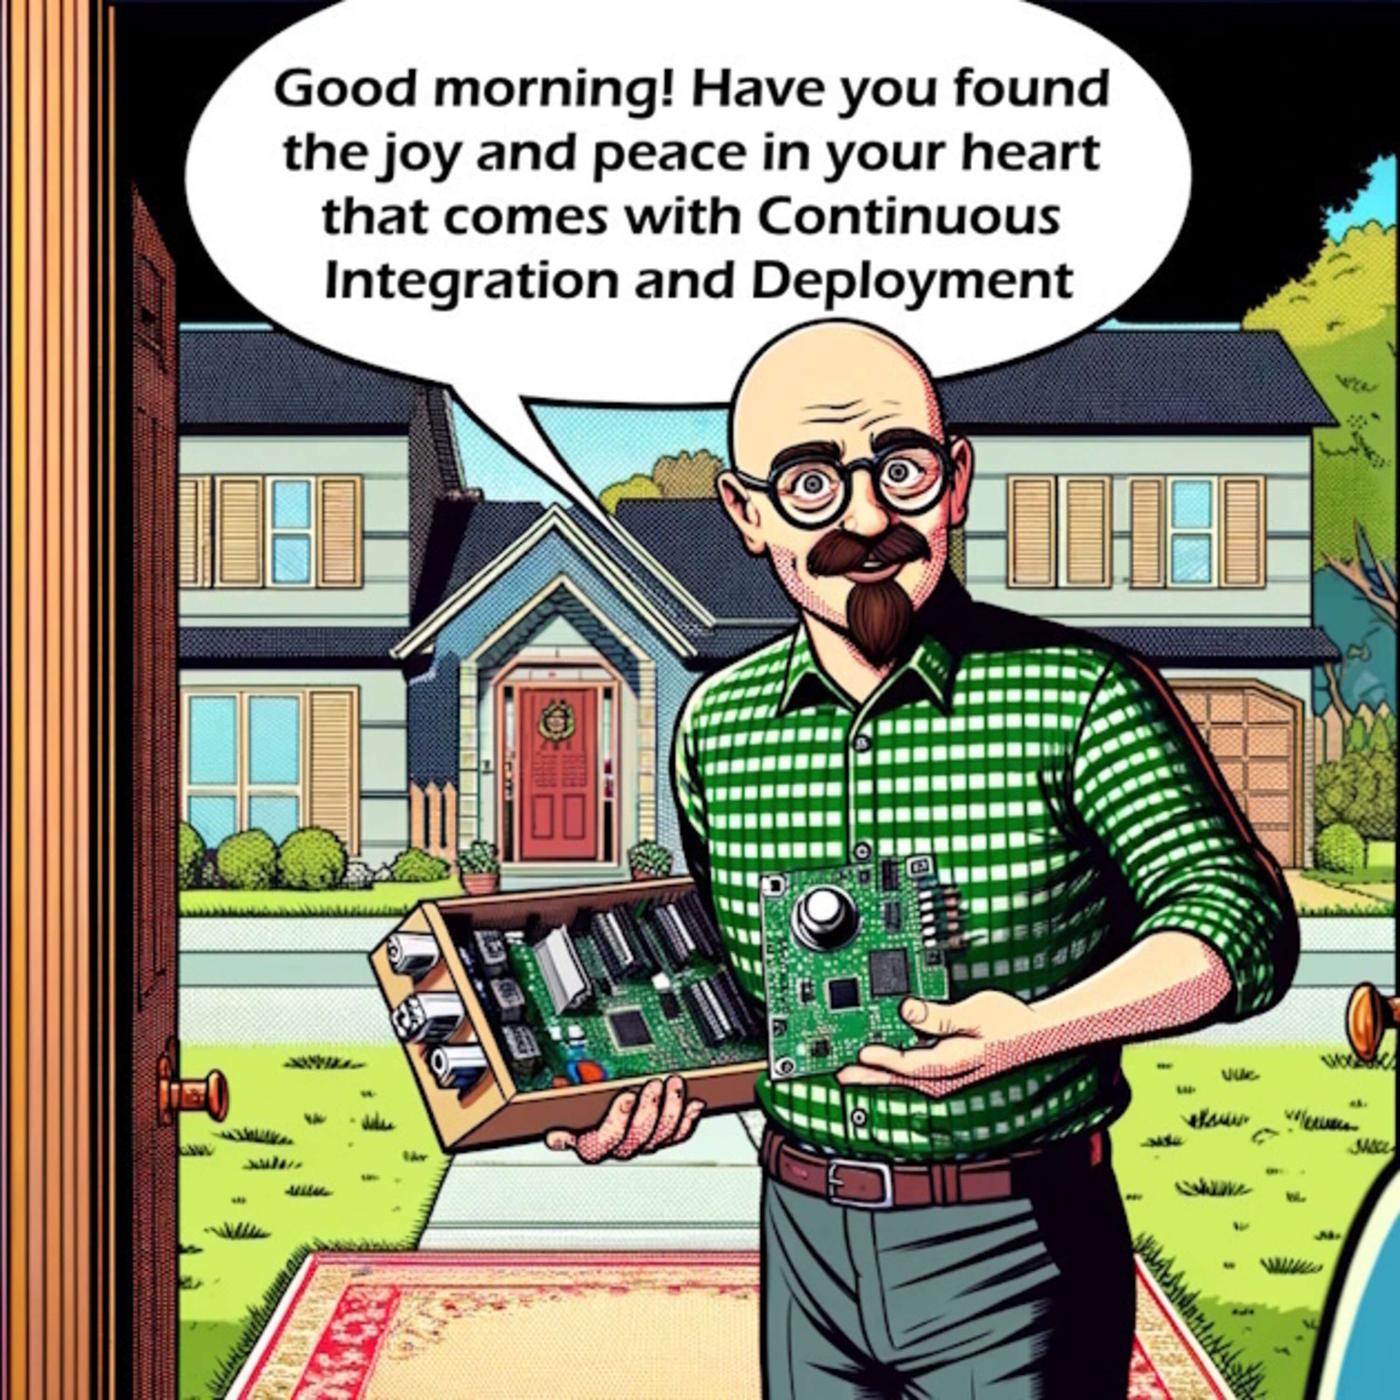 Good morning! Have you found
the joy and peace in your heart
that comes with Continuous
Integration and Deployment